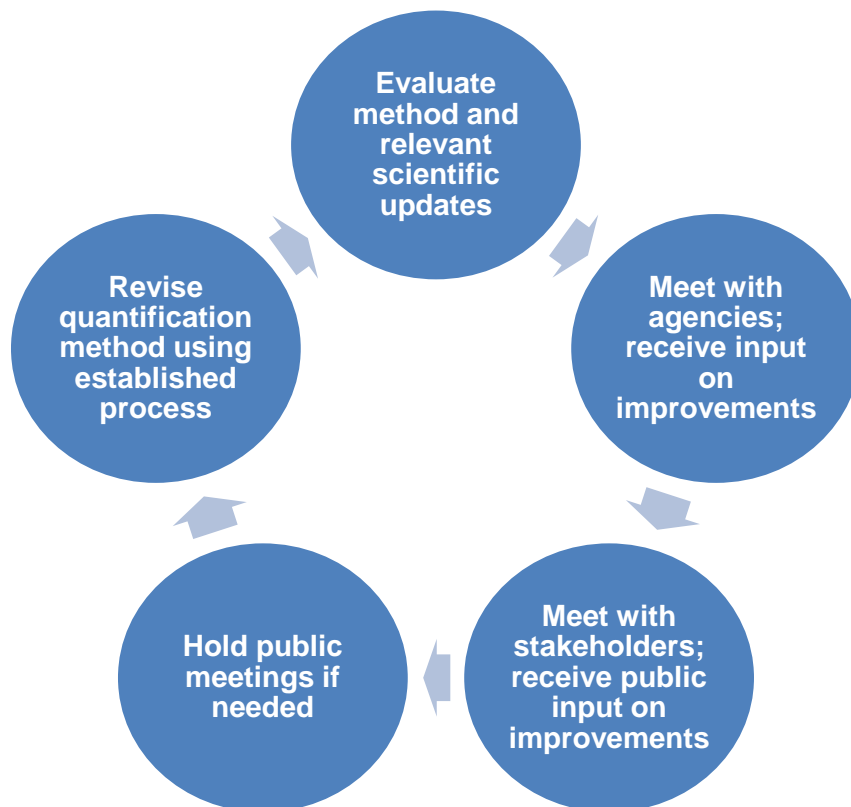 Evaluate
method and
relevant
scientific
updates
Meet with
agencies;
receive input
on
improvements
Meet with
stakeholders;
receive public
input on
improvements
Hold public
meetings if
needed
Revise
quantification
method using
established
process